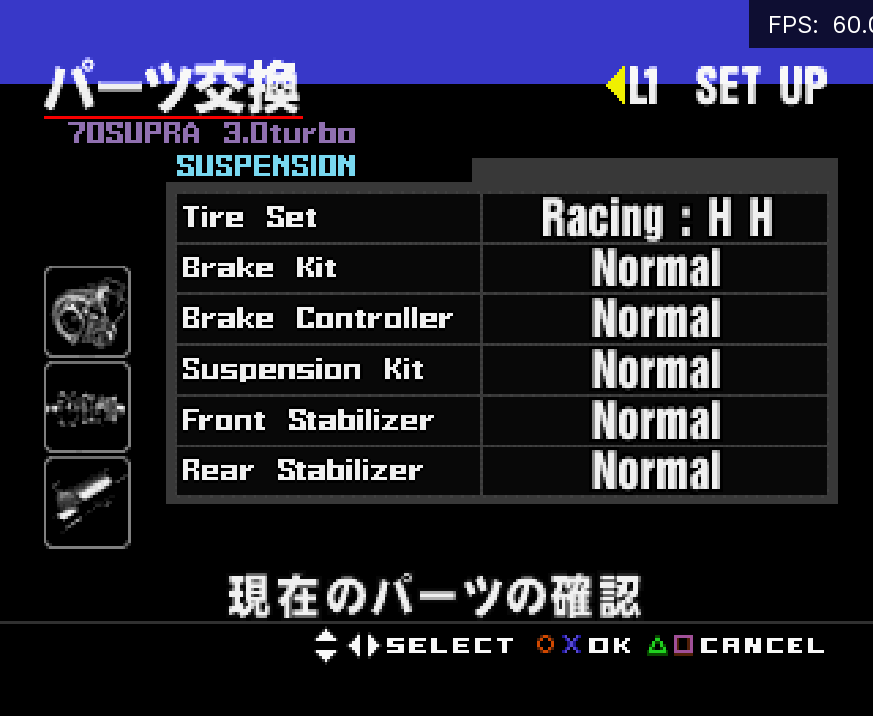 FPS: 60.0
パーツ交換
L1 SET UP
70SUPRA 3.0turbo
SUSPENSION
Tire Set Racing : H H
Brake Kit Normal
Brake Controller Normal
Suspension Kit Normal
Front Stabilizer Normal
Rear Stabilizer Normal
現在のパーツの確認
SELECT OK CANCEL